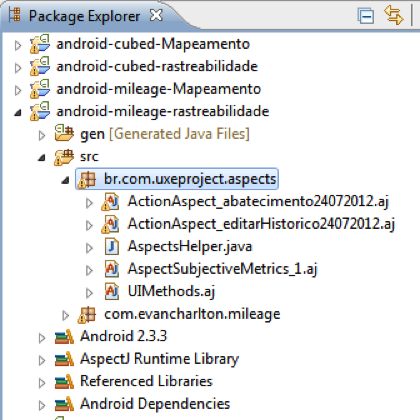 Package Explorer
android-cubed-Mapeamento
android-cubed-rastreabilidade
android-mileage-Mapeamento
android-mileage-rastreabilidade
gen [Generated Java Files]
src
br.com.uxeproject.aspects
ActionAspect_abatecimento24072012.aj
ActionAspect_editarHistorico24072012.aj
AspectsHelper.java
AspectSubjectiveMetrics_1.aj
UIMethods.aj
com.evancharlton.mileage
Android 2.3.3
AspectJ Runtime Library
Referenced Libraries
Android Dependencies